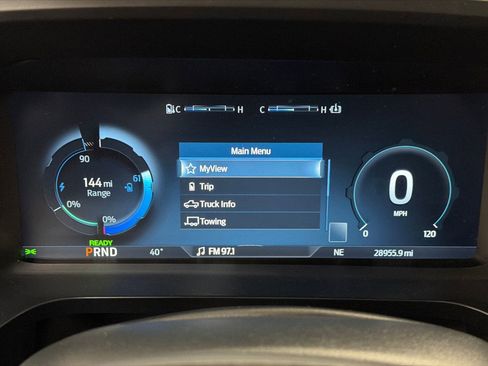 C H C H
Main Menu
MyView
Trip
Truck Info
Towing
90
144 mi
Range
61
0%
0%
READY
PRND
40°
FM 97.1
NE
28955.9 mi
0
MPH
0
120